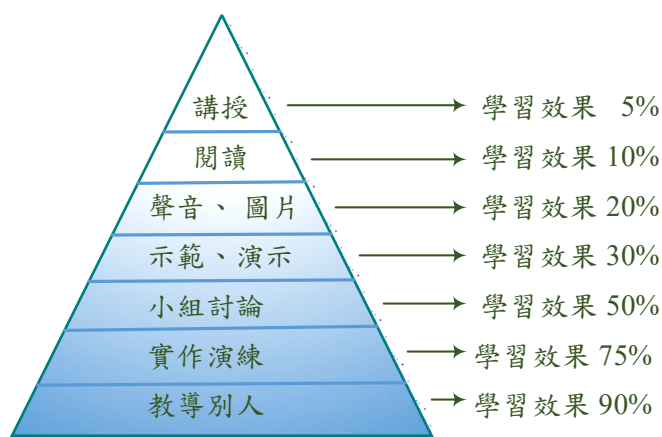 講授 學習效果 5%
閱讀 學習效果 10%
聲音、圖片 學習效果 20%
示範、演示 學習效果 30%
小組討論 學習效果 50%
實作演練 學習效果 75%
教導別人 學習效果 90%